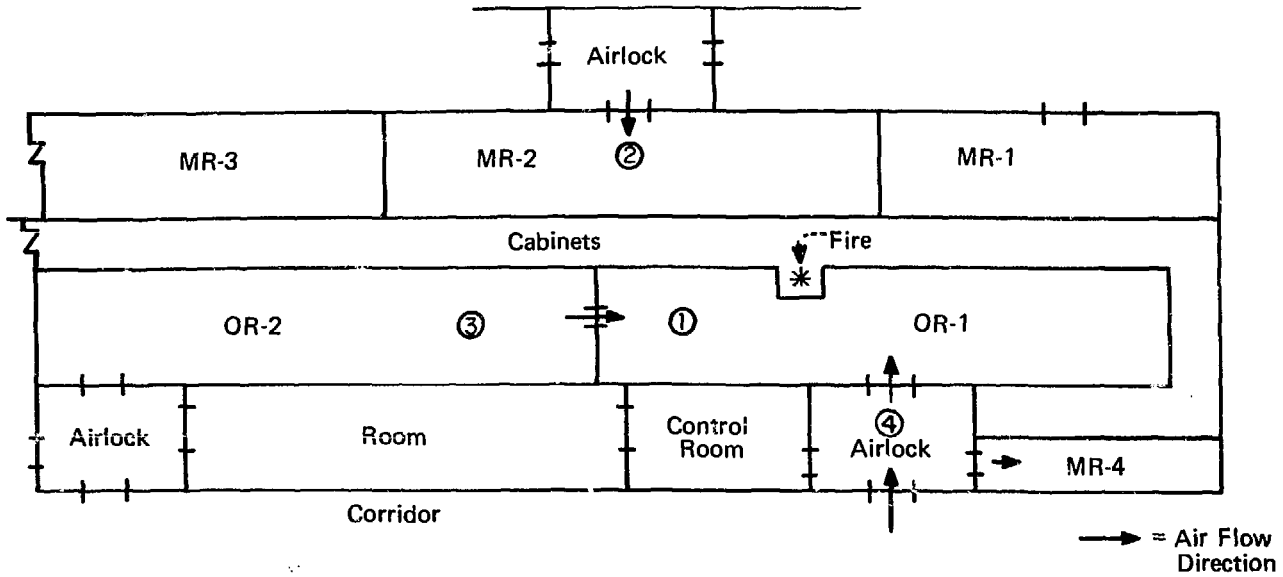 Airlock
MR-3
MR-2
②
MR-1
Cabinets
Fire
*
OR-2
③
①
OR-1
Airlock
Room
Control
Room
④
Airlock
MR-4
Corridor
= Air Flow
Direction